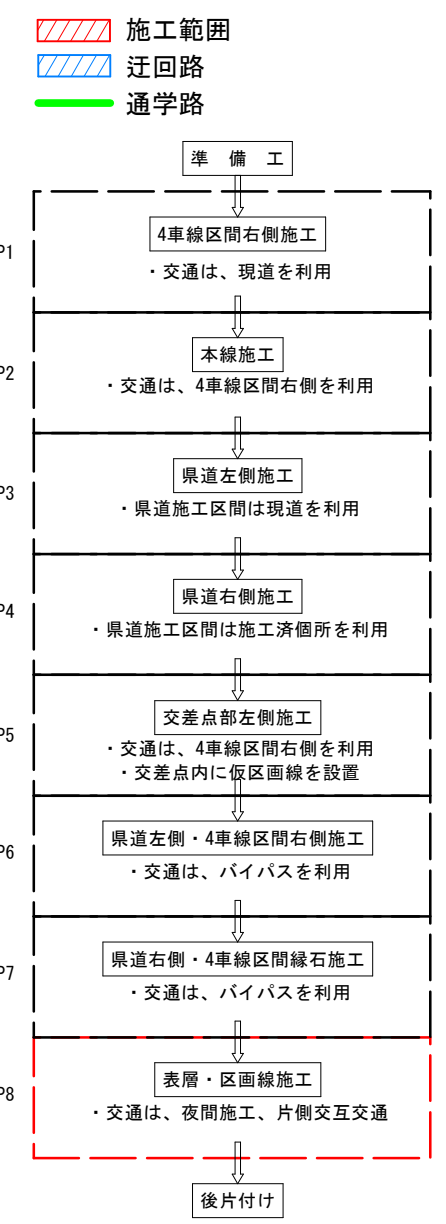 施工範囲
迂回路
通学路
準　備　工
P1
4車線区間右側施工
・交通は、現道を利用
P2
本線施工
・交通は、4車線区間右側を利用
P3
県道左側施工
・県道施工区間は現道を利用
P4
県道右側施工
・県道施工区間は施工済個所を利用
P5
交差点部左側施工
・交通は、4車線区間右側を利用
・交差点内に仮区画線を設置
P6
県道左側・4車線区間右側施工
・交通は、バイパスを利用
P7
県道右側・4車線区間縁石施工
・交通は、バイパスを利用
P8
表層・区画線施工
・交通は、夜間施工、片側交互交通
後片付け